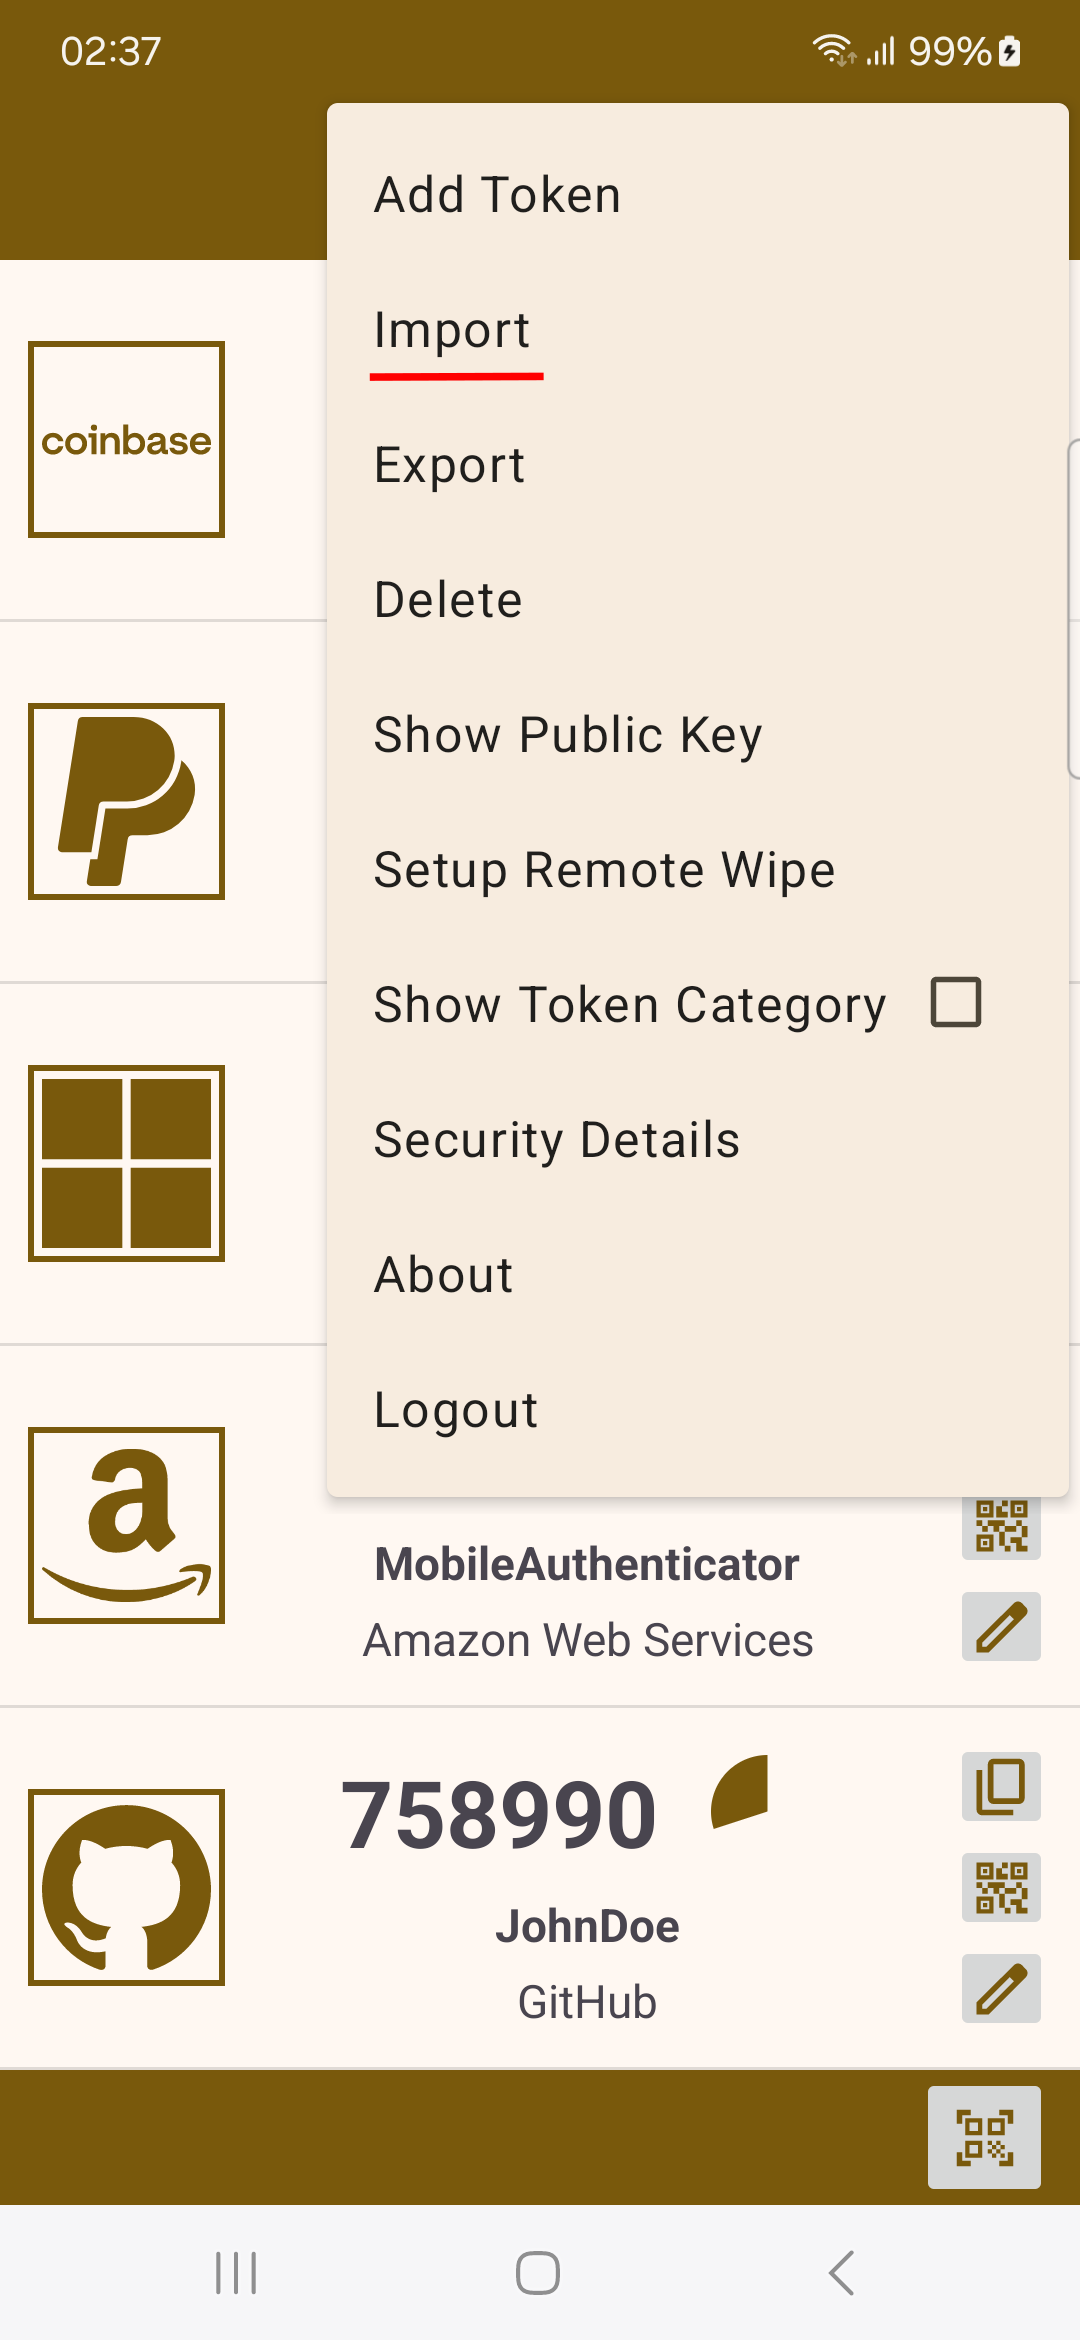 02:37
99%
Add Token
Import
Export
Delete
Show Public Key
Setup Remote Wipe
Show Token Category
Security Details
About
Logout
coinbase
MobileAuthenticator
Amazon Web Services
758990
JohnDoe
GitHub